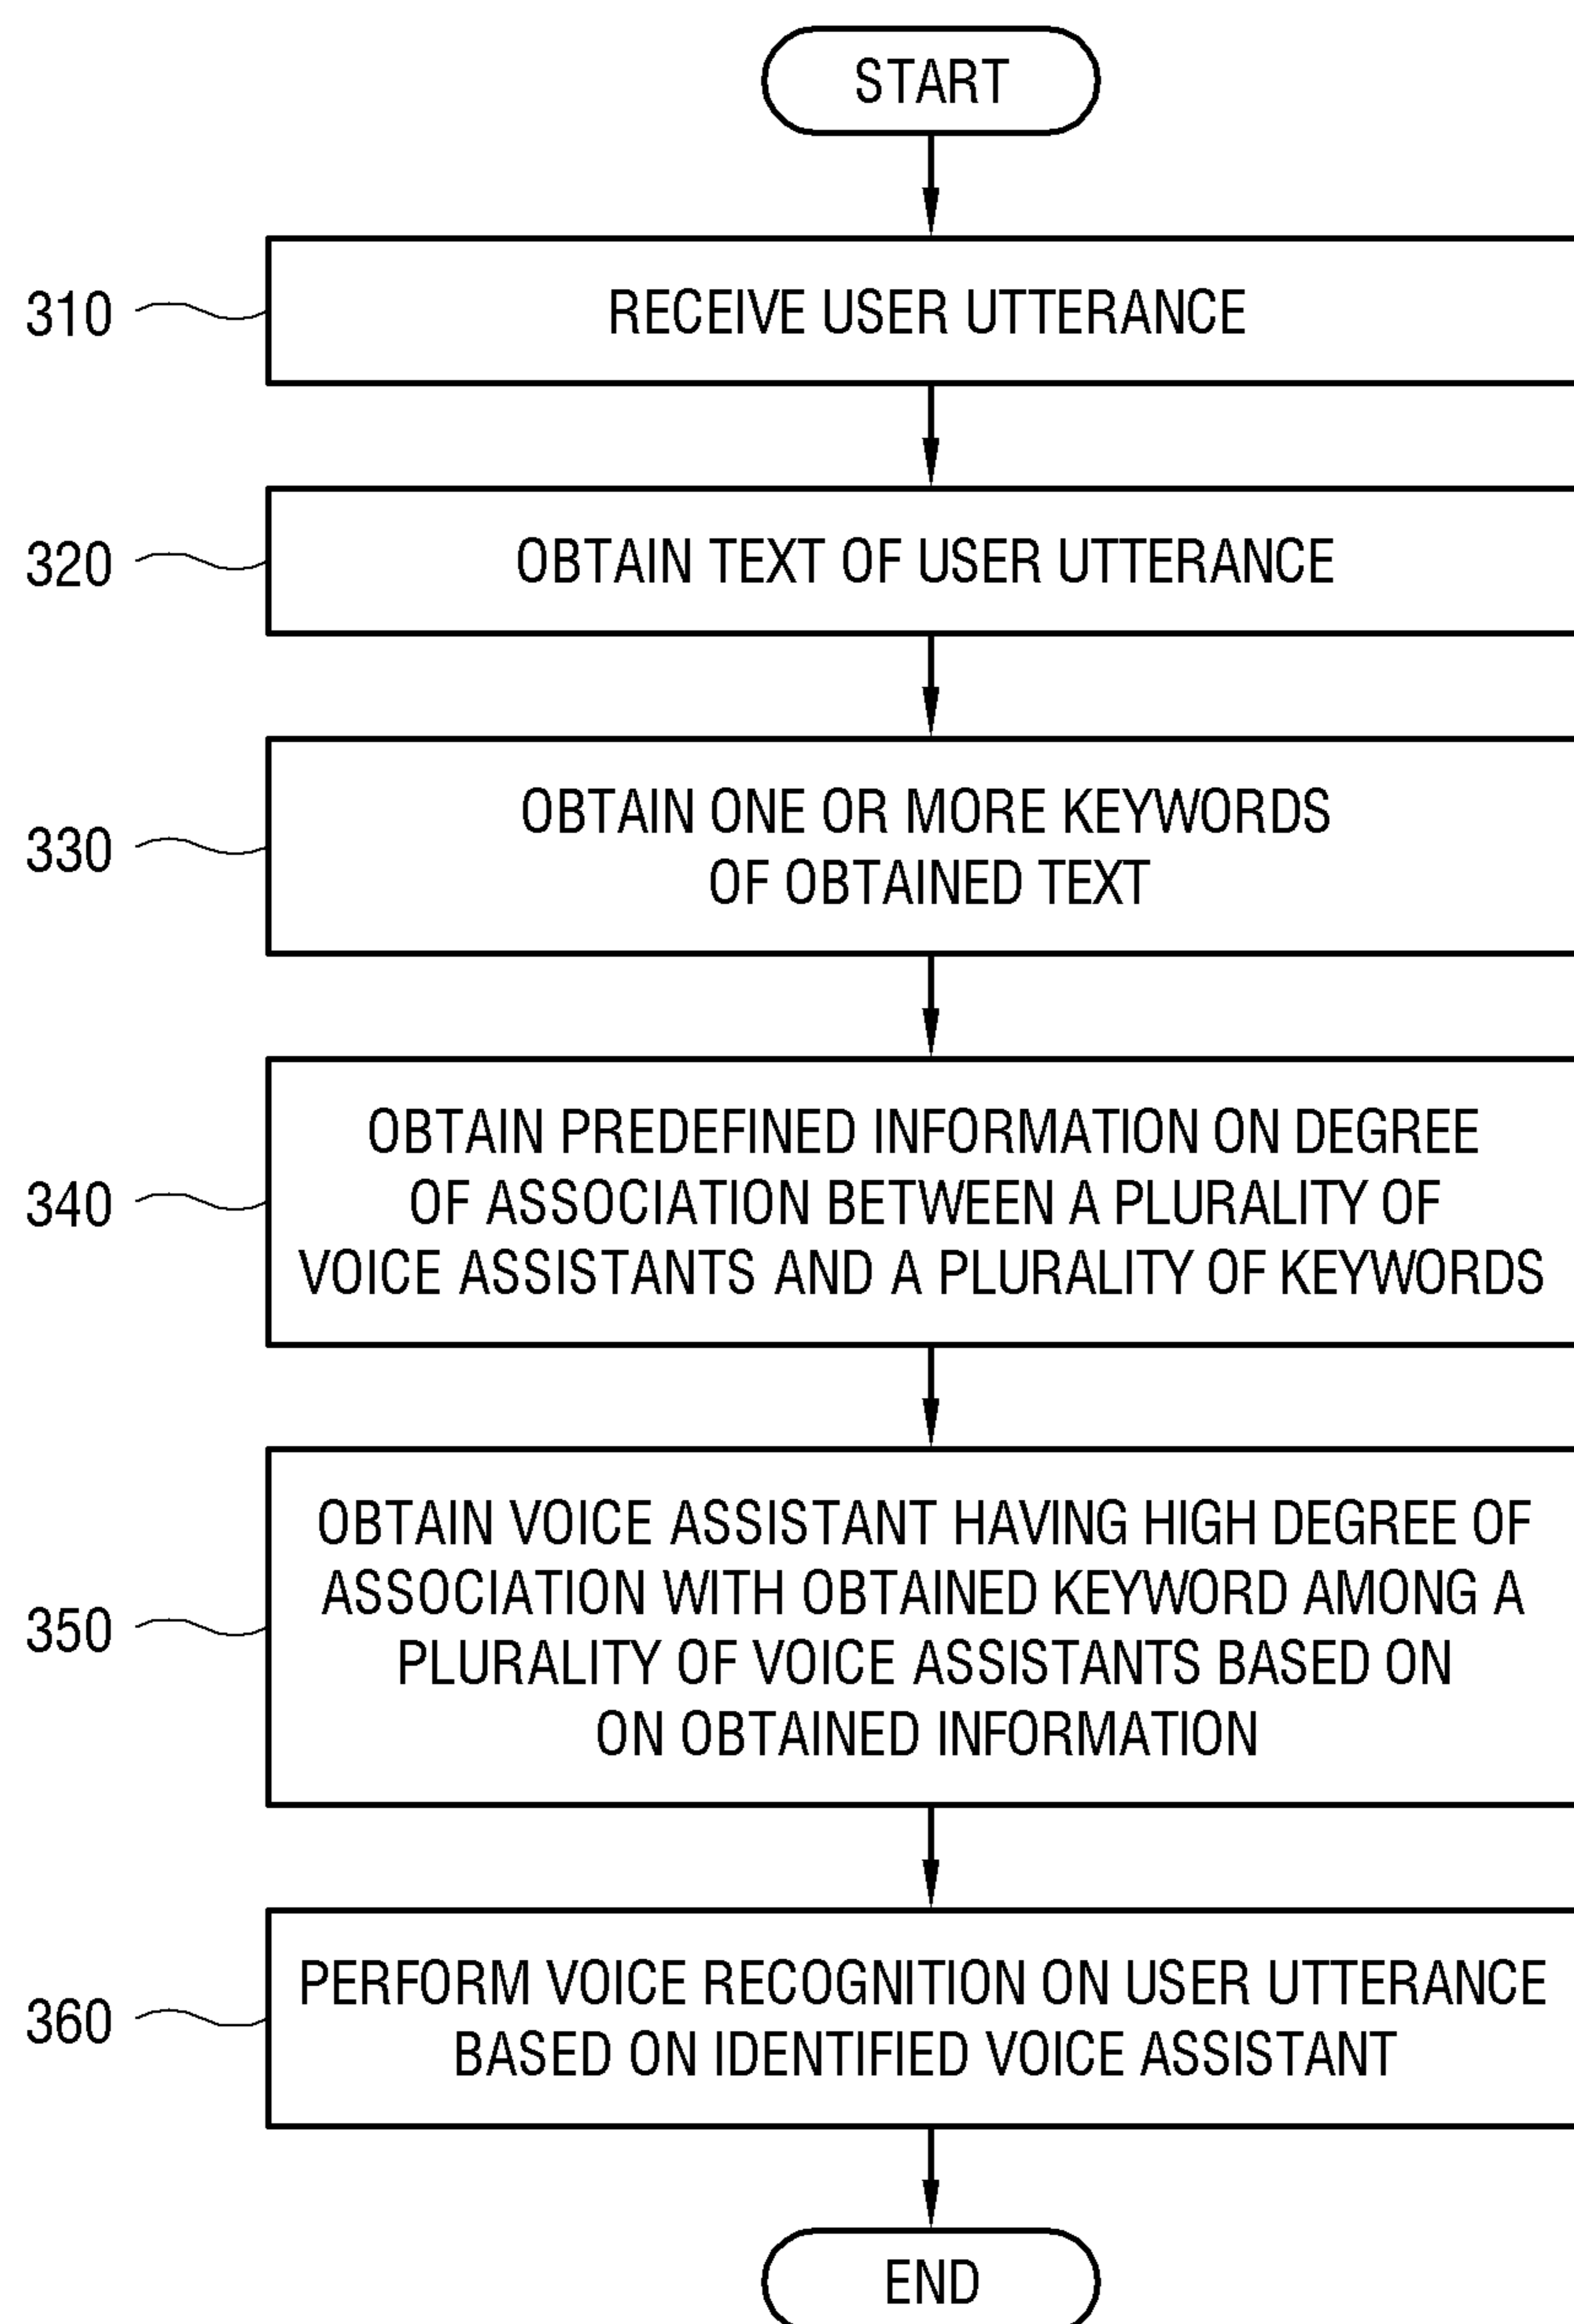 START
310
RECEIVE USER UTTERANCE
320
OBTAIN TEXT OF USER UTTERANCE
330
OBTAIN ONE OR MORE KEYWORDS
OF OBTAINED TEXT
340
OBTAIN PREDEFINED INFORMATION ON DEGREE
OF ASSOCIATION BETWEEN A PLURALITY OF
VOICE ASSISTANTS AND A PLURALITY OF KEYWORDS
350
OBTAIN VOICE ASSISTANT HAVING HIGH DEGREE OF
ASSOCIATION WITH OBTAINED KEYWORD AMONG A
PLURALITY OF VOICE ASSISTANTS BASED ON
ON OBTAINED INFORMATION
360
PERFORM VOICE RECOGNITION ON USER UTTERANCE
BASED ON IDENTIFIED VOICE ASSISTANT
END